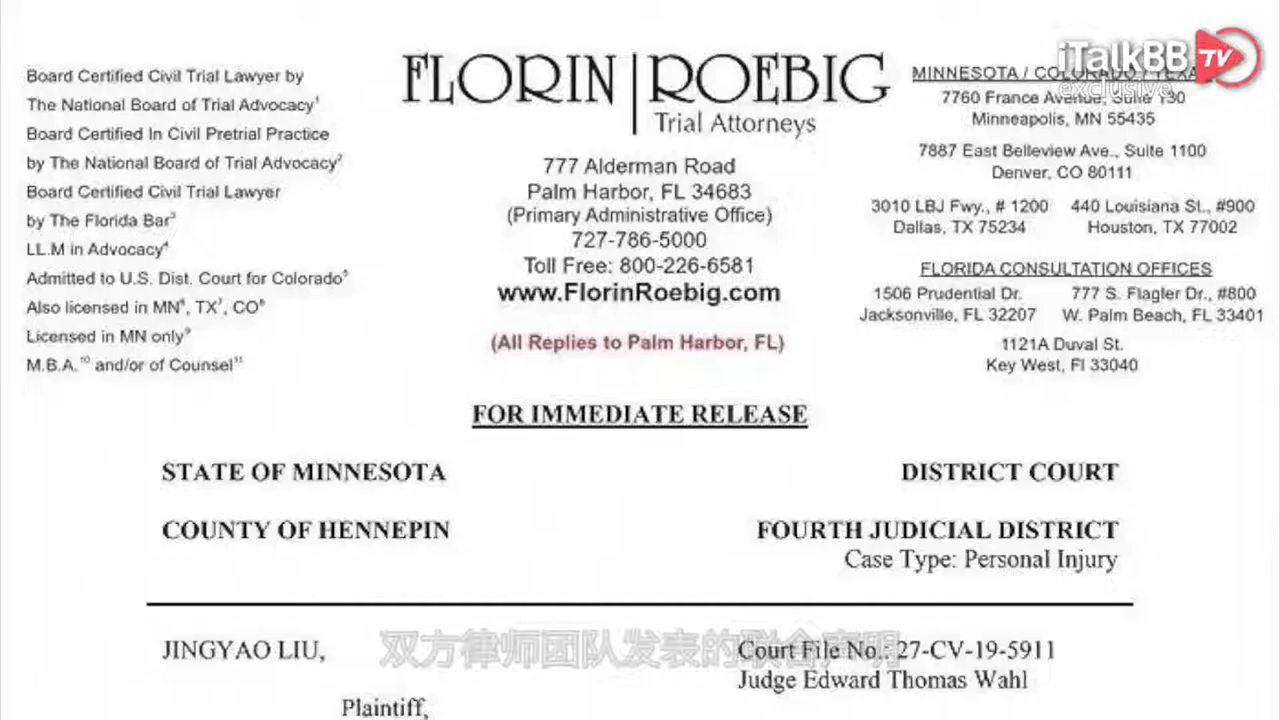 iTalkBB TV
exclusive
Board Certified Civil Trial Lawyer by
The National Board of Trial Advocacy¹
Board Certified In Civil Pretrial Practice
by The National Board of Trial Advocacy²
Board Certified Civil Trial Lawyer
by The Florida Bar³
LL.M in Advocacy⁴
Admitted to U.S. Dist. Court for Colorado⁵
Also licensed in MN⁶, TX⁷, CO⁸
Licensed in MN only⁹
M.B.A.¹⁰ and/or of Counsel¹¹
FLORIN | ROEBIG
Trial Attorneys
777 Alderman Road
Palm Harbor, FL 34683
(Primary Administrative Office)
727-786-5000
Toll Free: 800-226-6581
www.FlorinRoebig.com
(All Replies to Palm Harbor, FL)
MINNESOTA / COLORADO / TEXAS
7760 France Avenue, Suite 130
Minneapolis, MN 55435
7887 East Belleview Ave., Suite 1100
Denver, CO 80111
3010 LBJ Fwy., # 1200 440 Louisiana St., #900
Dallas, TX 75234 Houston, TX 77002
FLORIDA CONSULTATION OFFICES
1506 Prudential Dr. 777 S. Flagler Dr., #800
Jacksonville, FL 32207 W. Palm Beach, FL 33401
1121A Duval St.
Key West, Fl 33040
FOR IMMEDIATE RELEASE
STATE OF MINNESOTA DISTRICT COURT
COUNTY OF HENNEPIN FOURTH JUDICIAL DISTRICT
Case Type: Personal Injury
JINGYAO LIU, Court File No.: 27-CV-19-5911
双方律师团队发表的联合声明
Judge Edward Thomas Wahl
Plaintiff,